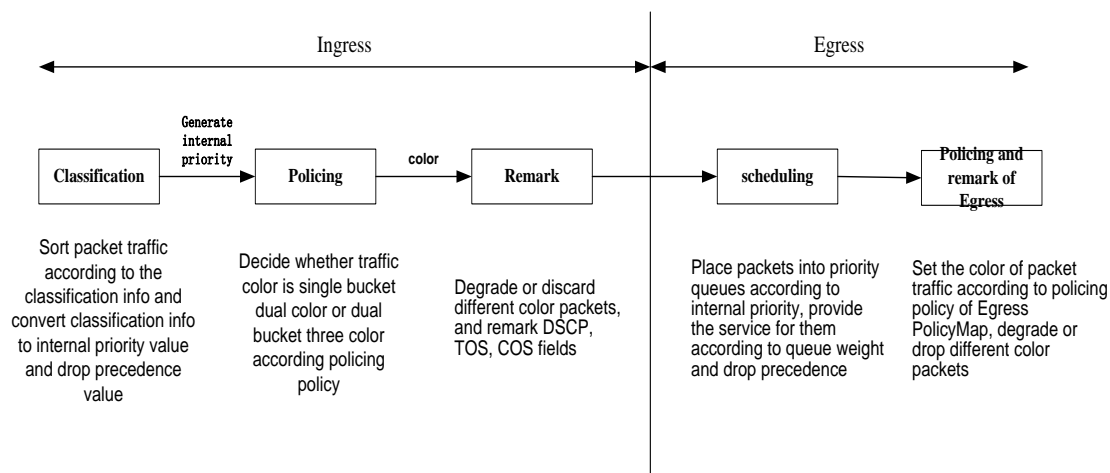 Ingress
Egress
Generate
internal
priority
color
Classification
Policing
Remark
scheduling
Policing and
remark of
Egress
Sort packet traffic
according to the
classification info and
convert classification info
to internal priority value
and drop precedence
value
Decide whether traffic
color is single bucket
dual color or dual
bucket three color
according policing
policy
Degrade or discard
different color packets,
and remark DSCP,
TOS, COS fields
Place packets into priority
queues according to
internal priority, provide
the service for them
according to queue weight
and drop precedence
Set the color of packet
traffic according to policing
policy of Egress
PolicyMap, degrade or
drop different color
packets